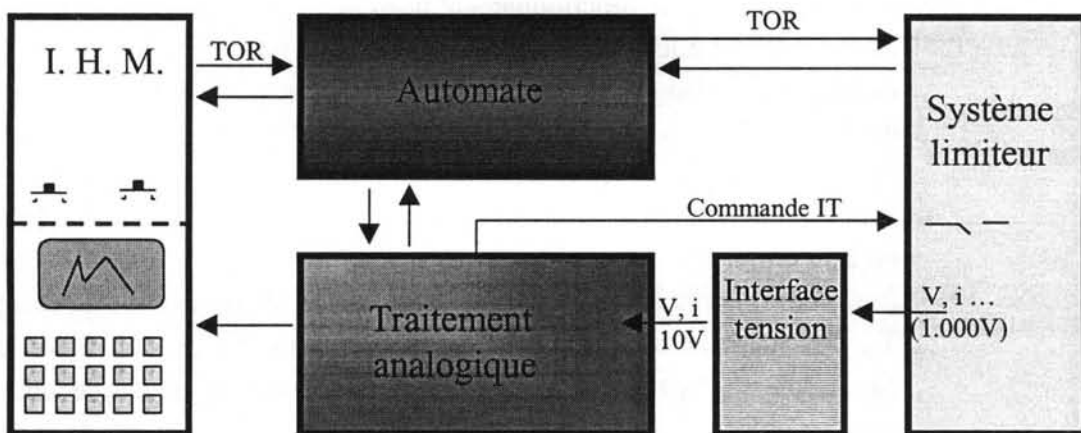 I. H. M.
TOR
Automate
TOR
Système
limiteur
Commande IT
Traitement
analogique
V, i
10V
Interface
tension
V, i ...
(1.000V)